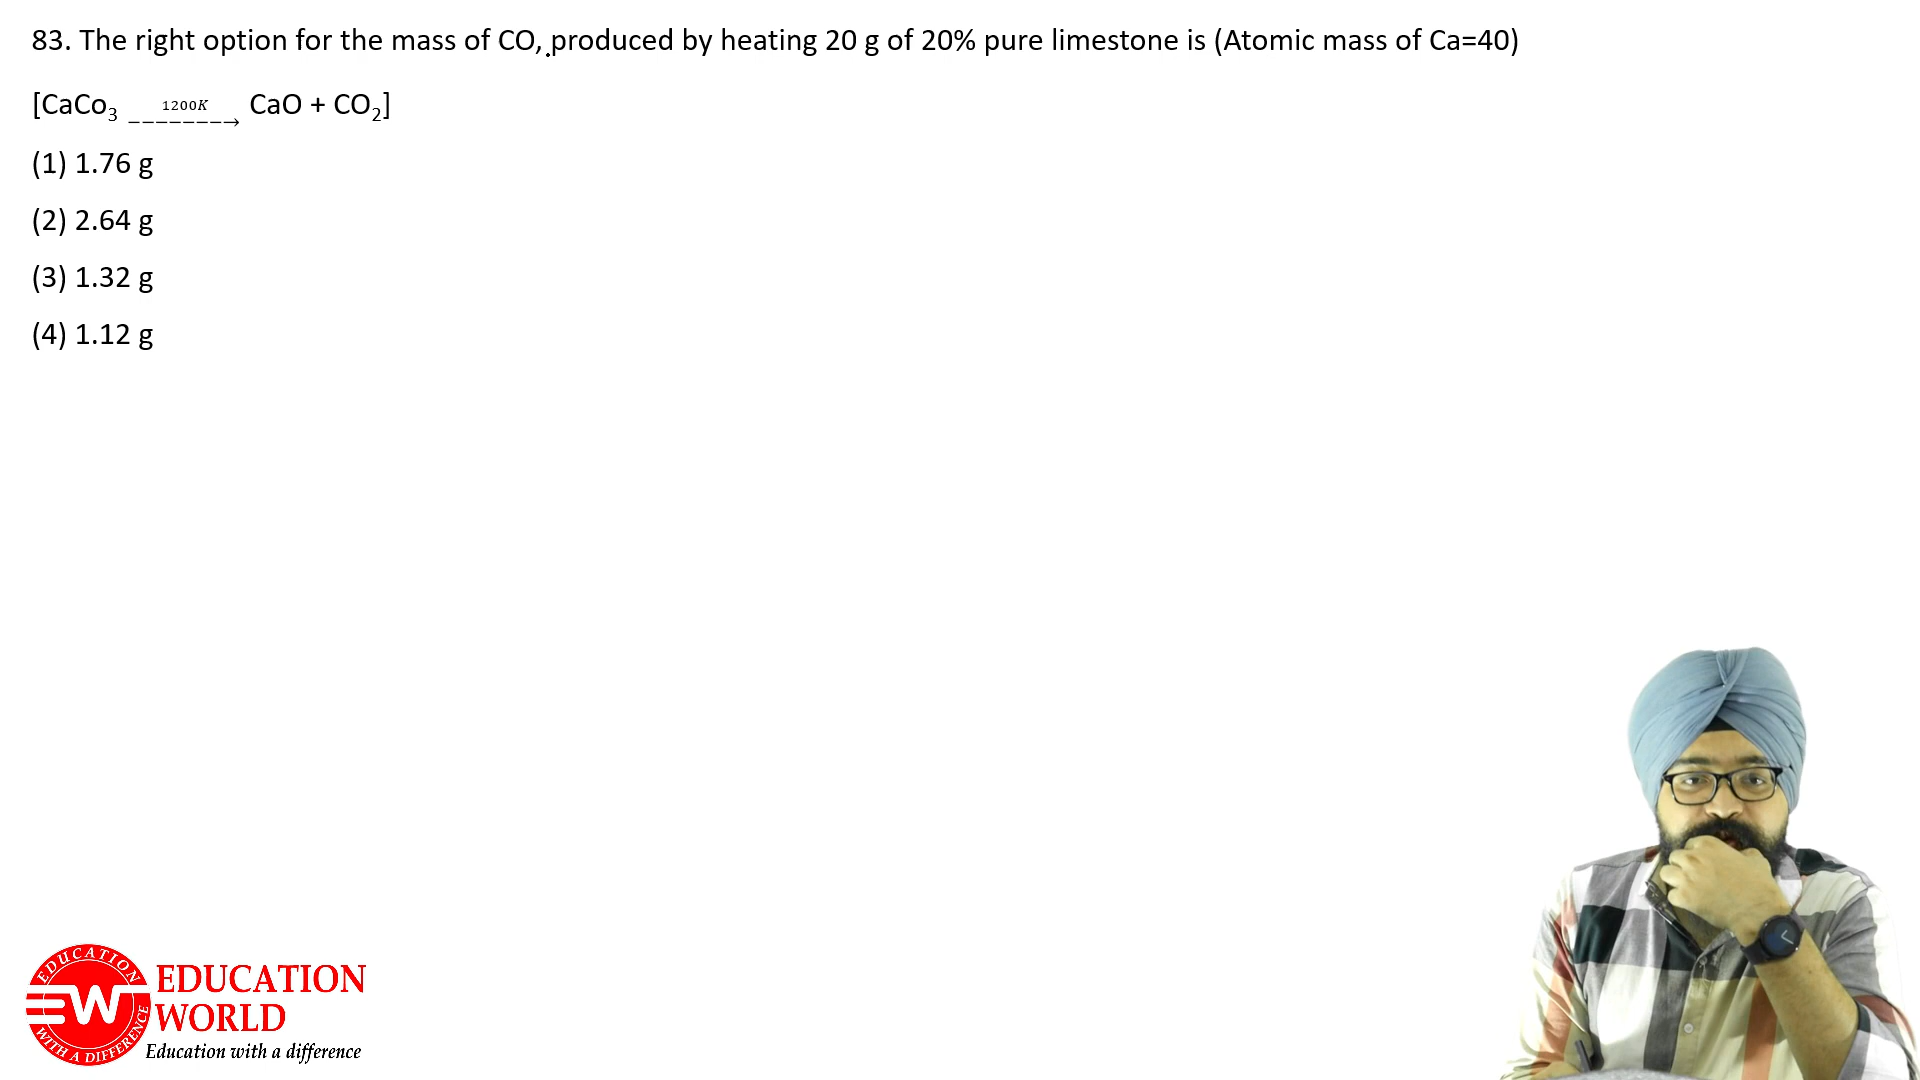 83. The right option for the mass of CO, produced by heating 20 g of 20% pure limestone is (Atomic mass of Ca=40)
[CaCo₃ 1200K --------→ CaO + CO₂]
(1) 1.76 g
(2) 2.64 g
(3) 1.32 g
(4) 1.12 g
EDUCATION
EW
WITH A DIFFERENCE
EDUCATION
WORLD
Education with a difference